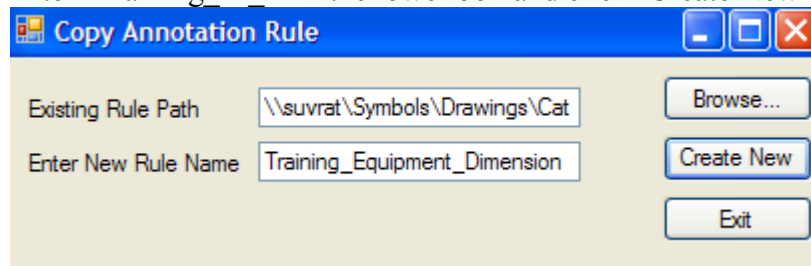 Copy Annotation Rule
Existing Rule Path \\suvrat\Symbols\Drawings\Cat Browse...
Enter New Rule Name Training_Equipment_Dimension Create New
Exit